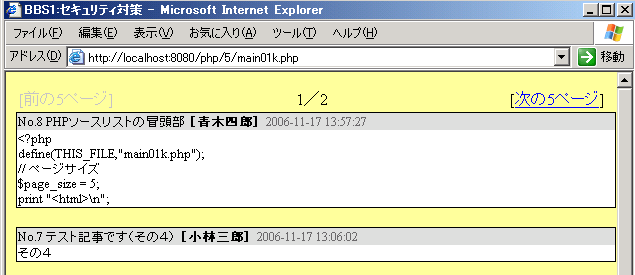 BBS1:セキュリティ対策 - Microsoft Internet Explorer
ファイル(F) 編集(E) 表示(V) お気に入り(A) ツール(T) ヘルプ(H)
アドレス(D) http://localhost:8080/php/5/main01k.php 移動
[前の5ページ] 1／2 [次の5ページ]
No.8 PHPソースリストの冒頭部 [青木四郎] 2006-11-17 13:57:27
<?php
define(THIS_FILE,"main01k.php");
// ページサイズ
$page_size = 5;
print "<html>\n";
No.7 テスト記事です(その4) [小林三郎] 2006-11-17 13:06:02
その4